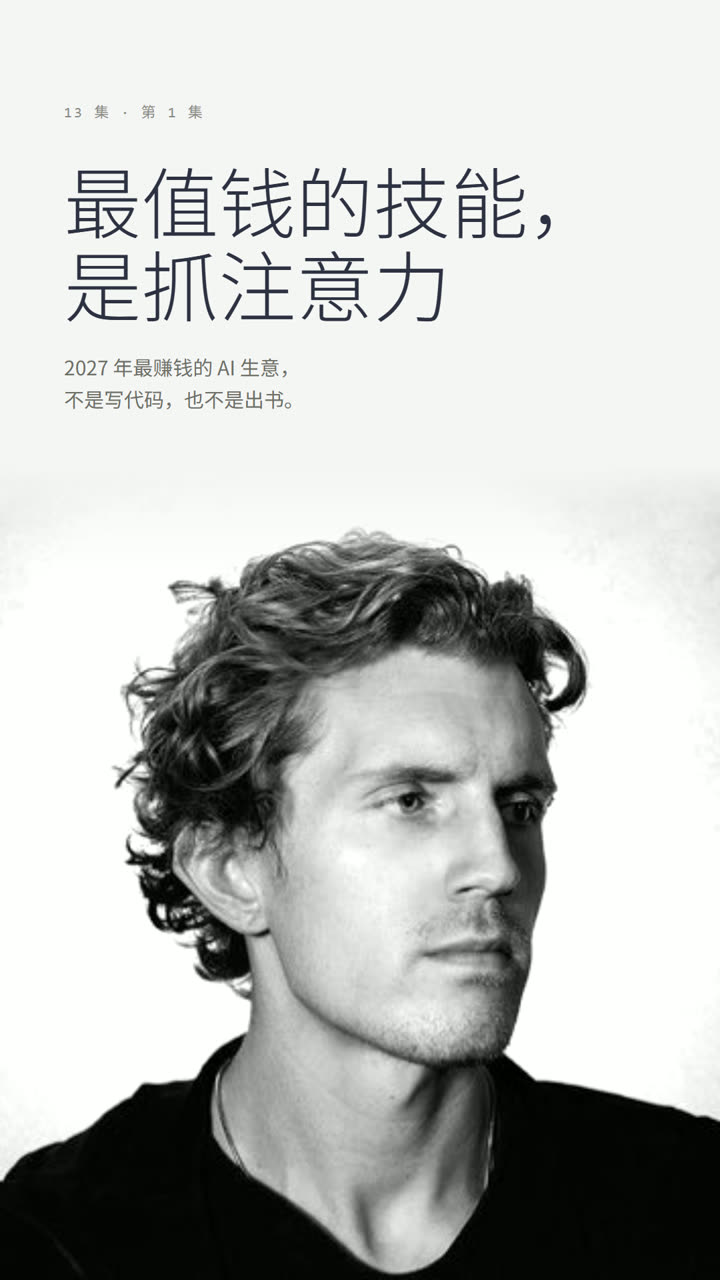 13 集 · 第 1 集
最值钱的技能，
是抓注意力
2027 年最赚钱的 AI 生意，
不是写代码，也不是出书。